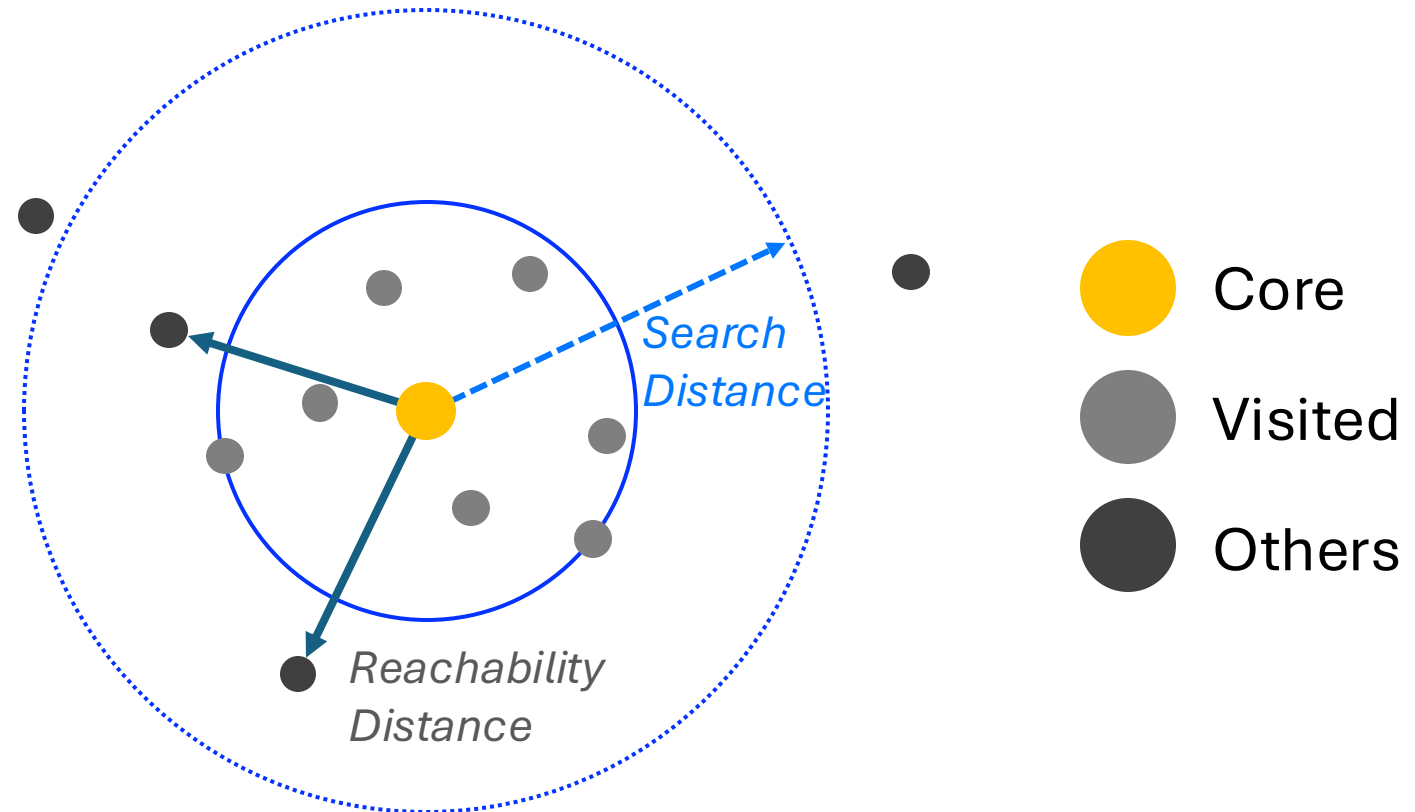 Search
Distance
Reachability
Distance
Core
Visited
Others